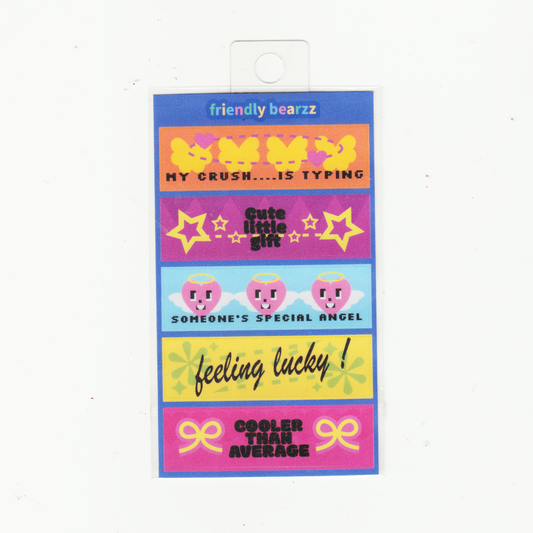 friendly bearzz
MY CRUSH....IS TYPING
Cute
little
gift
SOMEONE'S SPECIAL ANGEL
feeling lucky !
COOLER
THAN
AVERAGE